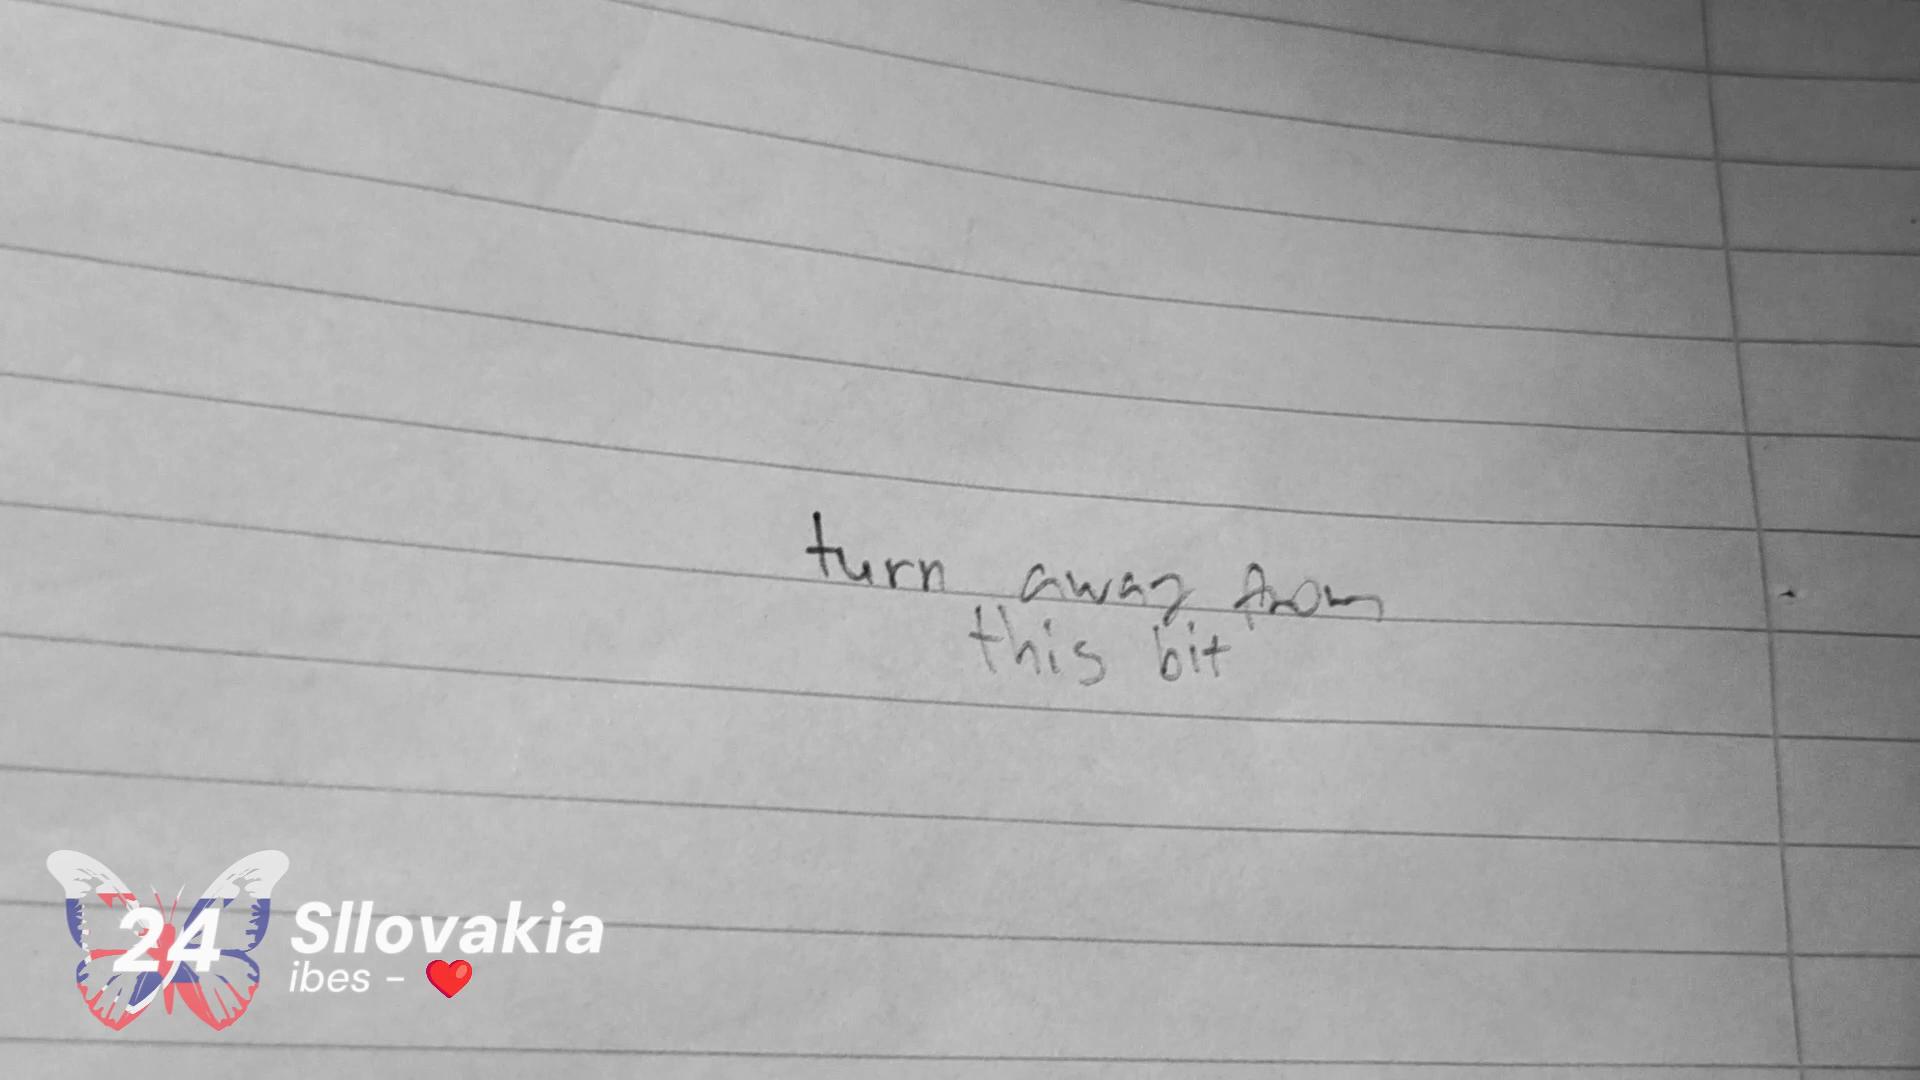 turn away from
this bit
24
Sllovakia
ibes - ❤️